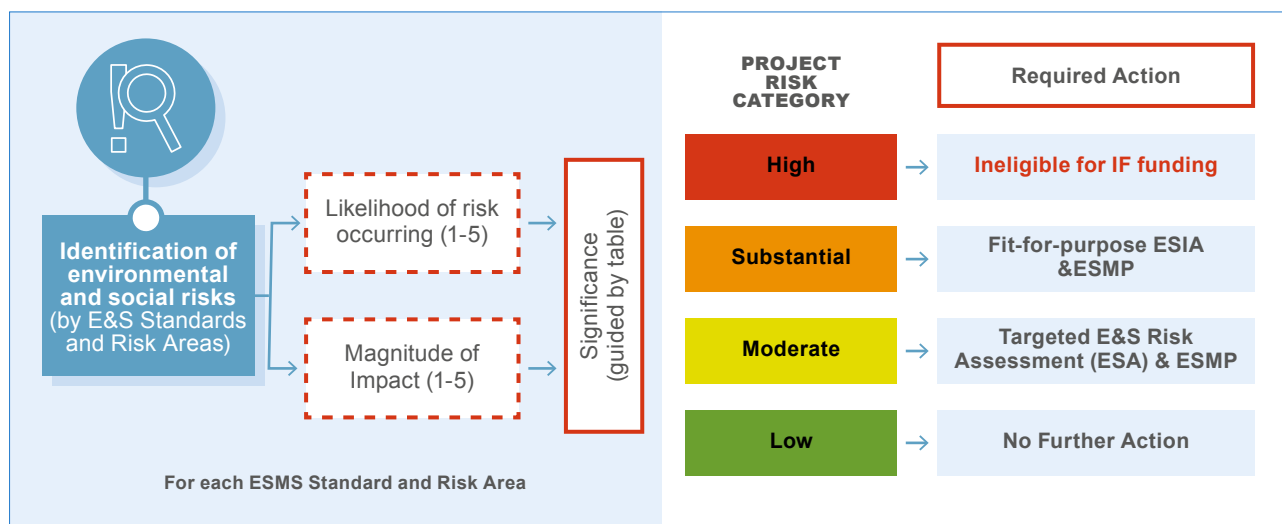 Identification of
environmental
and social risks
(by E&S Standards
and Risk Areas)
Likelihood of risk
occurring (1-5)
Magnitude of
Impact (1-5)
Significance
(guided by table)
For each ESMS Standard and Risk Area
PROJECT
RISK
CATEGORY
Required Action
High
Ineligible for IF funding
Substantial
Fit-for-purpose ESIA
&ESMP
Moderate
Targeted E&S Risk
Assessment (ESA) & ESMP
Low
No Further Action